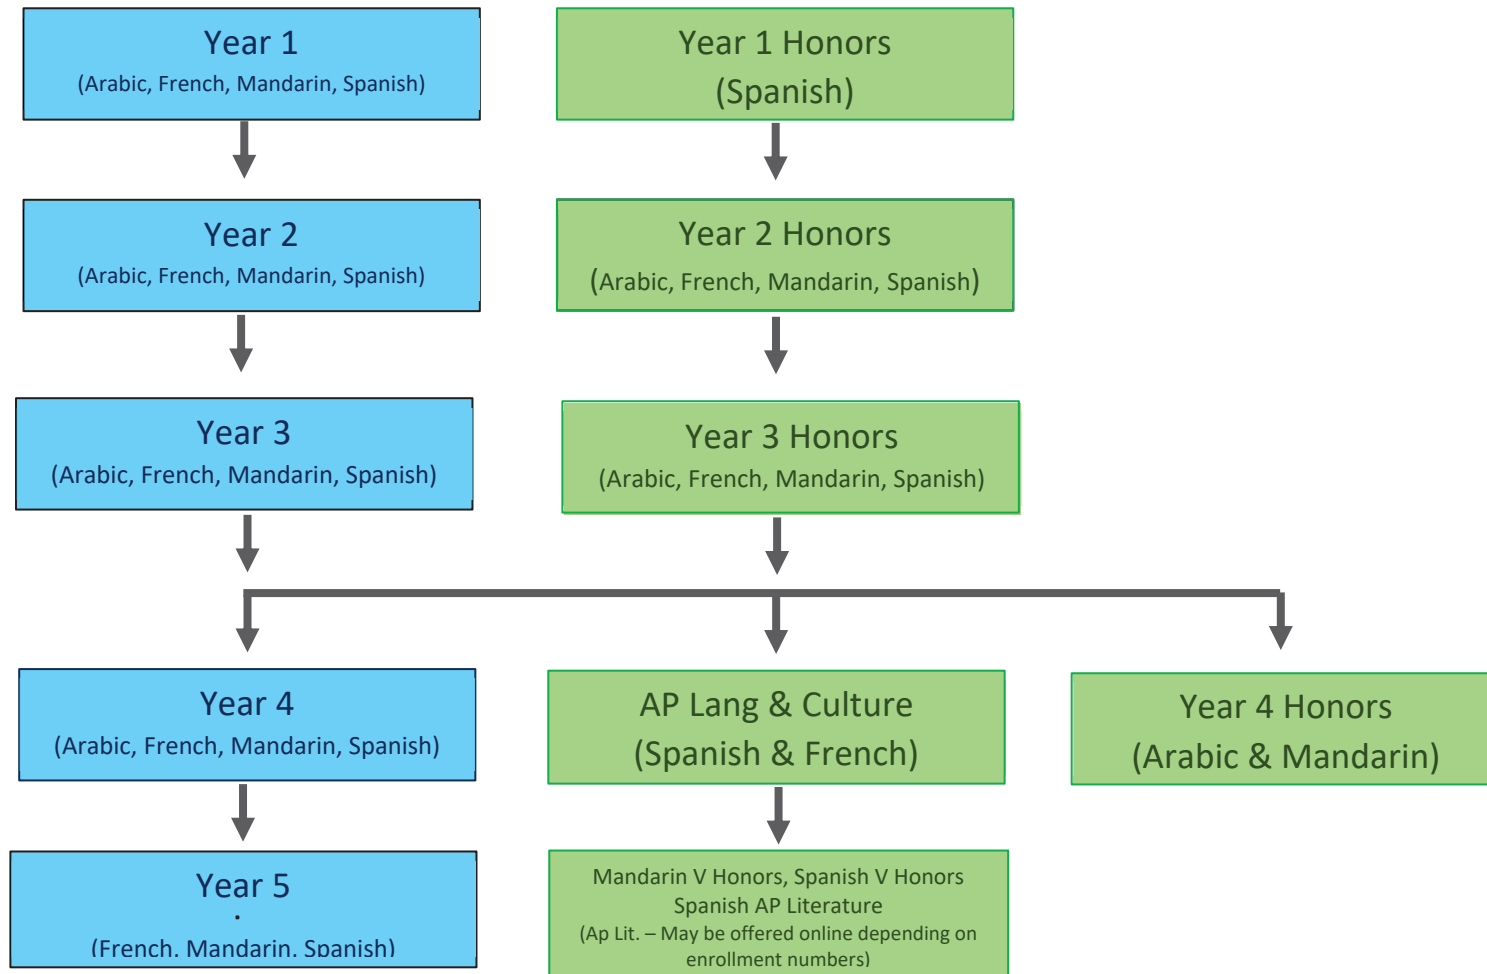 Year 1
(Arabic, French, Mandarin, Spanish)
Year 1 Honors
(Spanish)
Year 2
(Arabic, French, Mandarin, Spanish)
Year 2 Honors
(Arabic, French, Mandarin, Spanish)
Year 3
(Arabic, French, Mandarin, Spanish)
Year 3 Honors
(Arabic, French, Mandarin, Spanish)
Year 4
(Arabic, French, Mandarin, Spanish)
AP Lang & Culture
(Spanish & French)
Year 4 Honors
(Arabic & Mandarin)
Year 5
.
(French, Mandarin, Spanish)
Mandarin V Honors, Spanish V Honors
Spanish AP Literature
(Ap Lit. – May be offered online depending on
enrollment numbers)